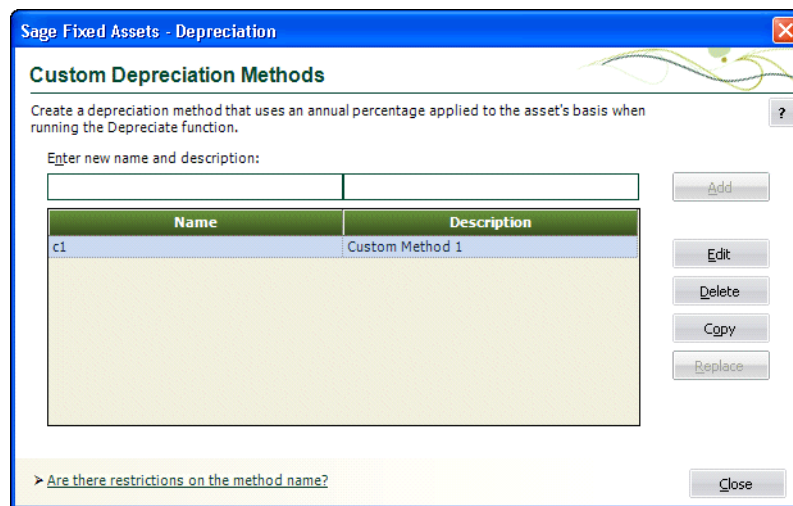 Sage Fixed Assets - Depreciation
Custom Depreciation Methods
Create a depreciation method that uses an annual percentage applied to the asset's basis when
running the Depreciate function.
?
Enter new name and description:
Add
Name Description
c1 Custom Method 1
Edit
Delete
Copy
Replace
Are there restrictions on the method name?
Close